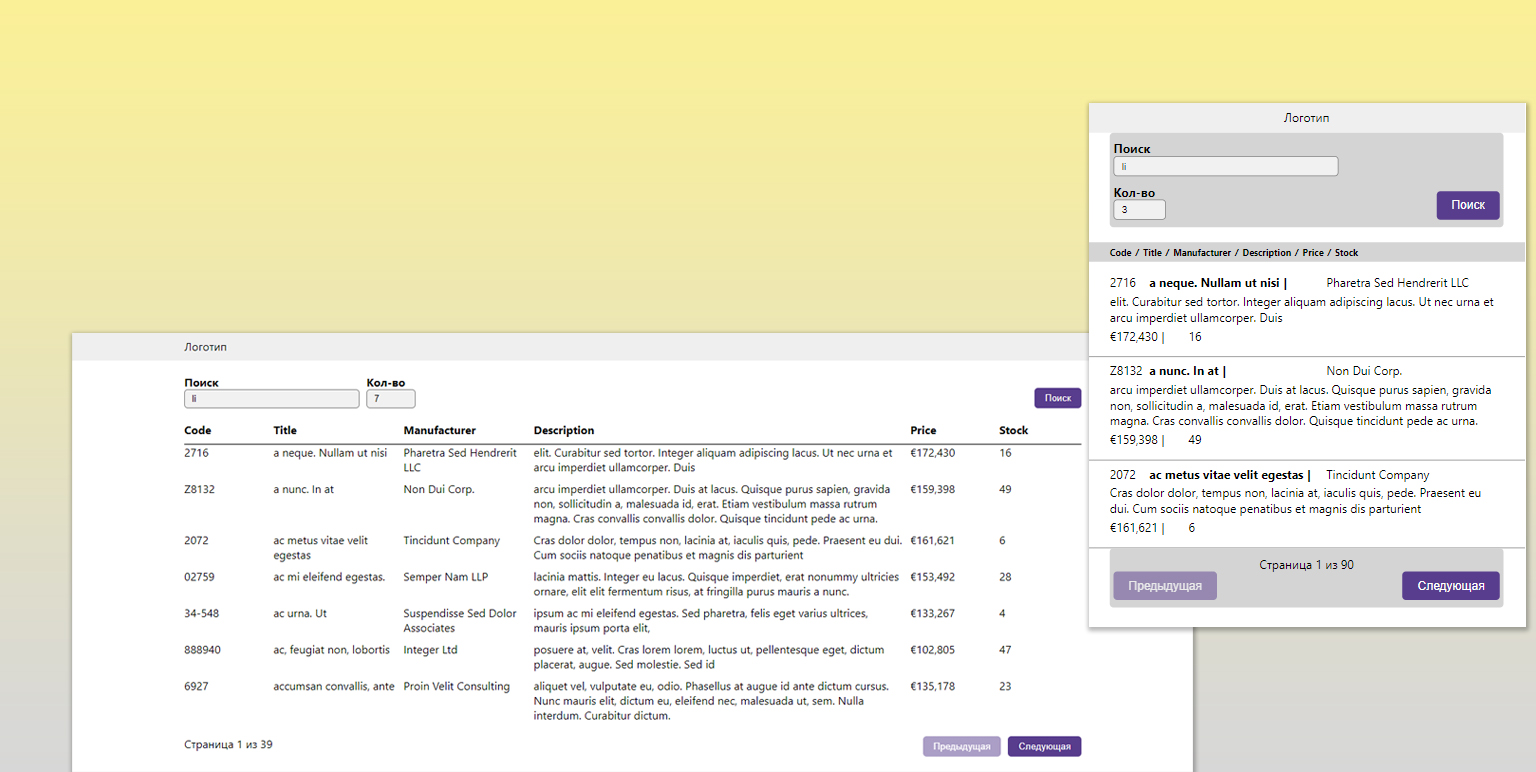 Логотип
Поиск
li
Кол-во
3
Поиск
Code / Title / Manufacturer / Description / Price / Stock
2716 a neque. Nullam ut nisi | Pharetra Sed Hendrerit LLC
elit. Curabitur sed tortor. Integer aliquam adipiscing lacus. Ut nec urna et
arcu imperdiet ullamcorper. Duis
€172,430 | 16
Z8132 a nunc. In at | Non Dui Corp.
arcu imperdiet ullamcorper. Duis at lacus. Quisque purus sapien, gravida
non, sollicitudin a, malesuada id, erat. Etiam vestibulum massa rutrum
magna. Cras convallis convallis dolor. Quisque tincidunt pede ac urna.
€159,398 | 49
2072 ac metus vitae velit egestas | Tincidunt Company
Cras dolor dolor, tempus non, lacinia at, iaculis quis, pede. Praesent eu
dui. Cum sociis natoque penatibus et magnis dis parturient
€161,621 | 6
Страница 1 из 90
Предыдущая Следующая
Логотип
Поиск Кол-во
li 7 Поиск
Code Title Manufacturer Description Price Stock
2716 a neque. Nullam ut nisi Pharetra Sed Hendrerit elit. Curabitur sed tortor. Integer aliquam adipiscing lacus. Ut nec urna et €172,430 16
LLC arcu imperdiet ullamcorper. Duis
Z8132 a nunc. In at Non Dui Corp. arcu imperdiet ullamcorper. Duis at lacus. Quisque purus sapien, gravida €159,398 49
non, sollicitudin a, malesuada id, erat. Etiam vestibulum massa rutrum
magna. Cras convallis convallis dolor. Quisque tincidunt pede ac urna.
2072 ac metus vitae velit Tincidunt Company Cras dolor dolor, tempus non, lacinia at, iaculis quis, pede. Praesent eu dui. €161,621 6
egestas Cum sociis natoque penatibus et magnis dis parturient
02759 ac mi eleifend egestas. Semper Nam LLP lacinia mattis. Integer eu lacus. Quisque imperdiet, erat nonummy ultricies €153,492 28
ornare, elit elit fermentum risus, at fringilla purus mauris a nunc.
34-548 ac urna. Ut Suspendisse Sed Dolor ipsum ac mi eleifend egestas. Sed pharetra, felis eget varius ultrices, €133,267 4
Associates mauris ipsum porta elit,
888940 ac, feugiat non, lobortis Integer Ltd posuere at, velit. Cras lorem lorem, luctus ut, pellentesque eget, dictum €102,805 47
placerat, augue. Sed molestie. Sed id
6927 accumsan convallis, ante Proin Velit Consulting aliquet vel, vulputate eu, odio. Phasellus at augue id ante dictum cursus. €135,178 23
Nunc mauris elit, dictum eu, eleifend nec, malesuada ut, sem. Nulla
interdum. Curabitur dictum.
Страница 1 из 39 Предыдущая Следующая